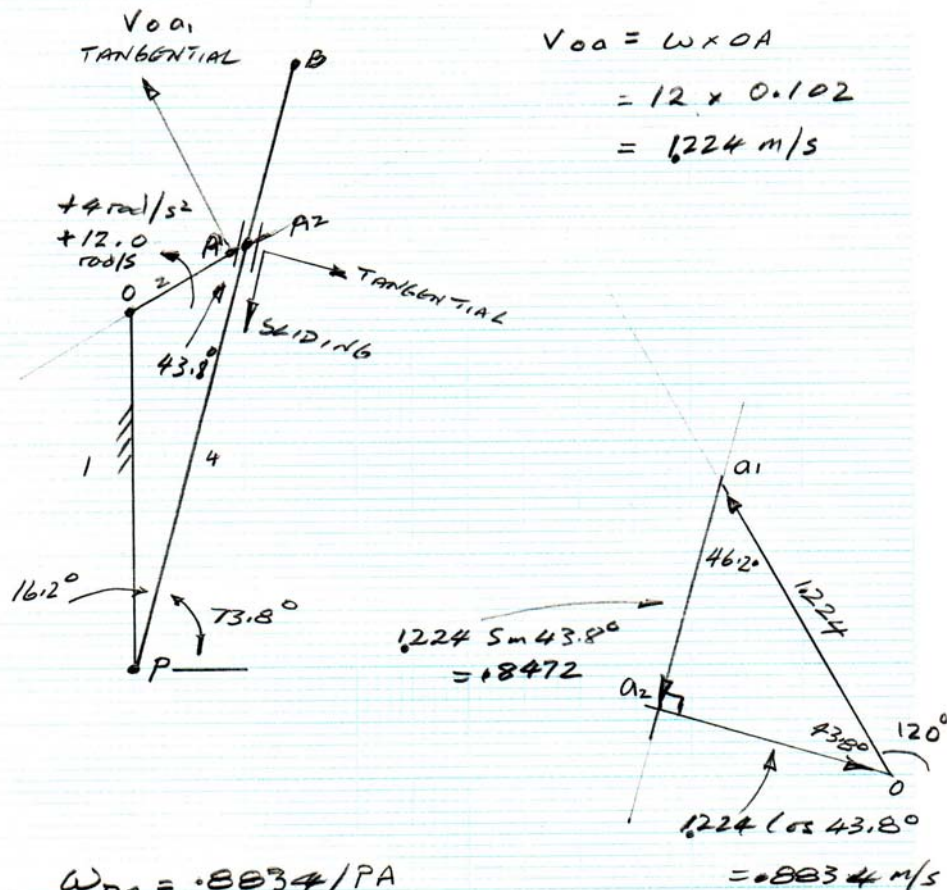 Voa₁
TANGENTIAL
B
Voa = ω × OA
= 12 × 0.102
= 1.224 m/s
+4 rad/s²
+12.0
rad/s
A¹
A2
O
2
TANGENTIAL
SLIDING
43.8°
1
4
16.2°
73.8°
P
a₁
46.2°
1.224
1.224 Sin 43.8°
= .8472
a₂
43.8°
120°
O
1.224 Cos 43.8°
= .8834 m/s
= .8834/PA